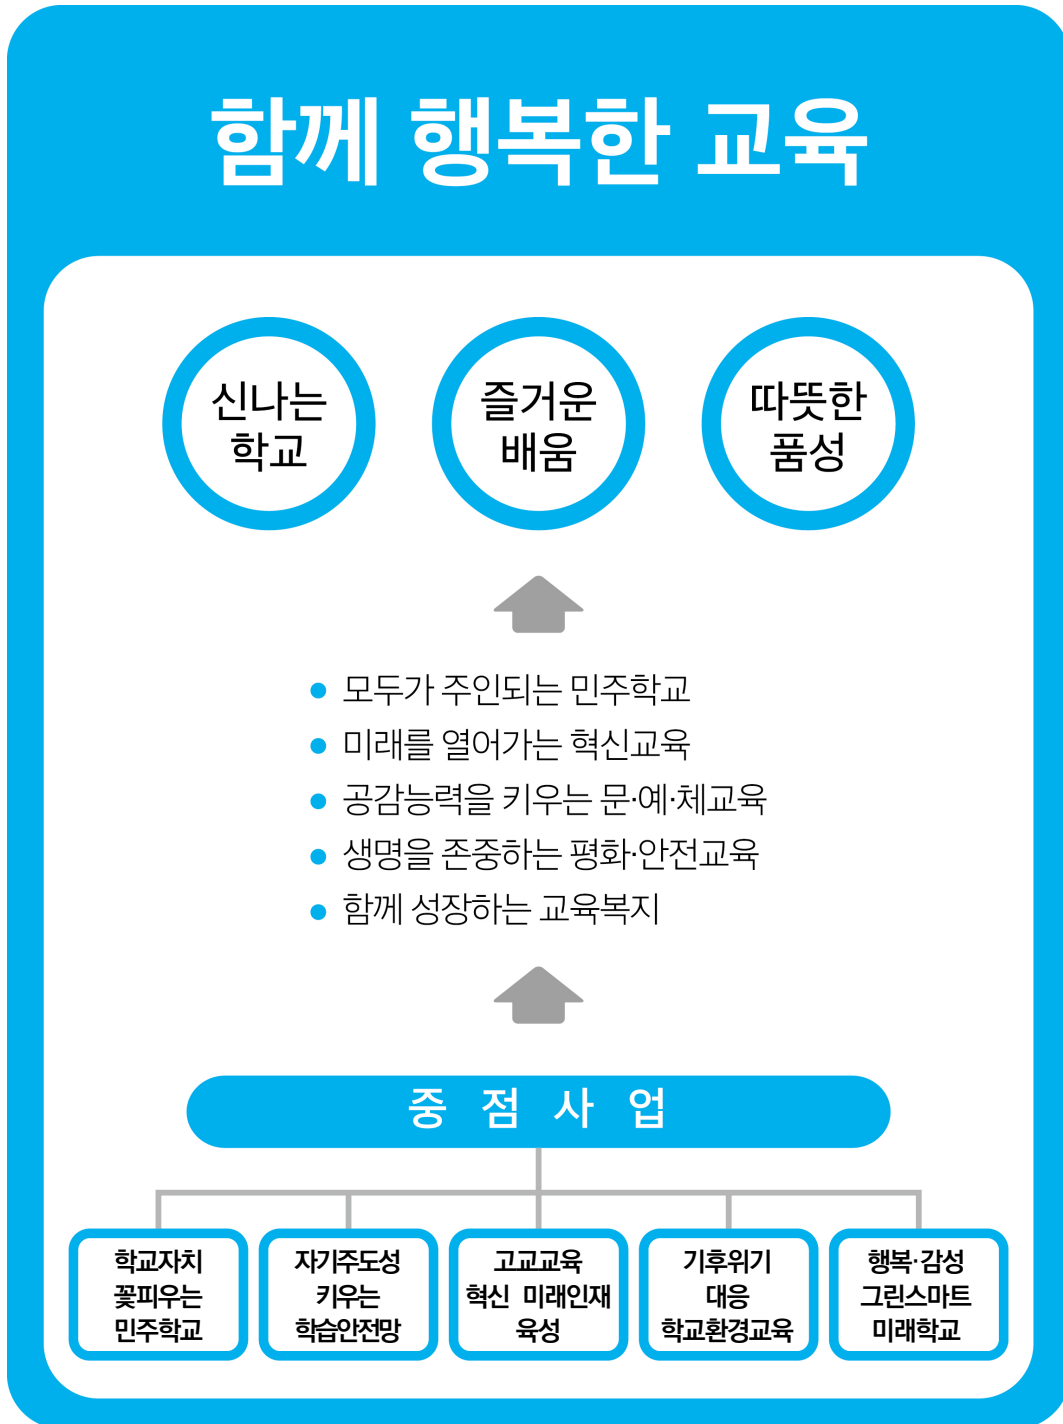 함께 행복한 교육
신나는
학교
즐거운
배움
따뜻한
품성
모두가 주인되는 민주학교
미래를 열어가는 혁신교육
공감능력을 키우는 문·예·체교육
생명을 존중하는 평화·안전교육
함께 성장하는 교육복지
중 점 사 업
학교자치
꽃피우는
민주학교
자기주도성
키우는
학습안전망
고교교육
혁신 미래인재
육성
기후위기
대응
학교환경교육
행복·감성
그린스마트
미래학교